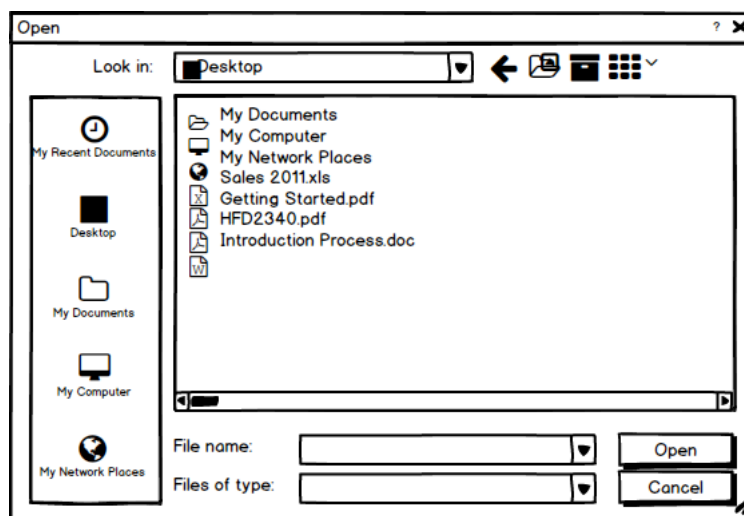 Open ?
Look in: Desktop
My Recent Documents
Desktop
My Documents
My Computer
My Network Places
My Documents
My Computer
My Network Places
Sales 2011.xls
Getting Started.pdf
HFD2340.pdf
Introduction Process.doc
File name: Open
Files of type: Cancel